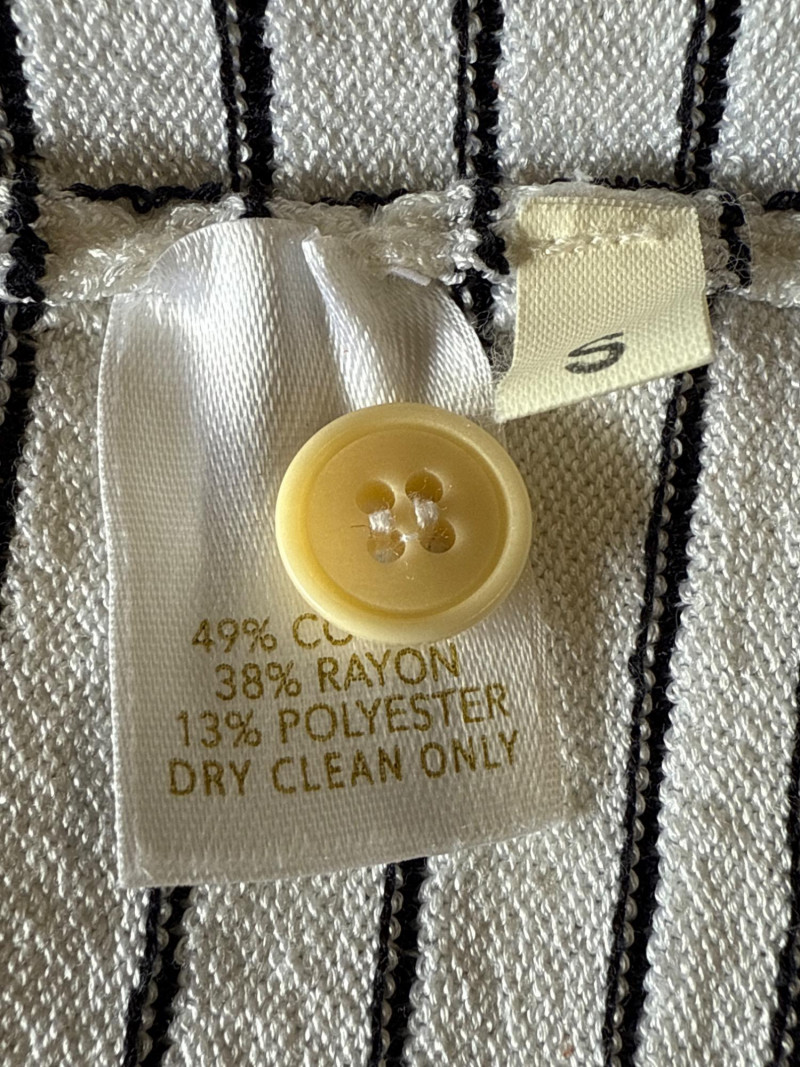 S
49% CO
38% RAYON
13% POLYESTER
DRY CLEAN ONLY